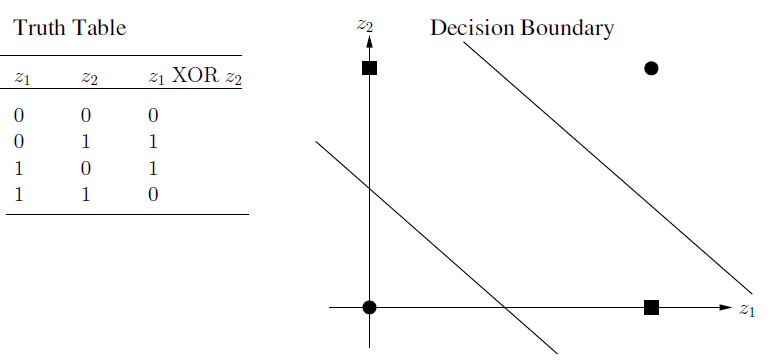 Truth Table
z₁ z₂ z₁ XOR z₂
0 0 0
0 1 1
1 0 1
1 1 0
Decision Boundary
z₂
z₁